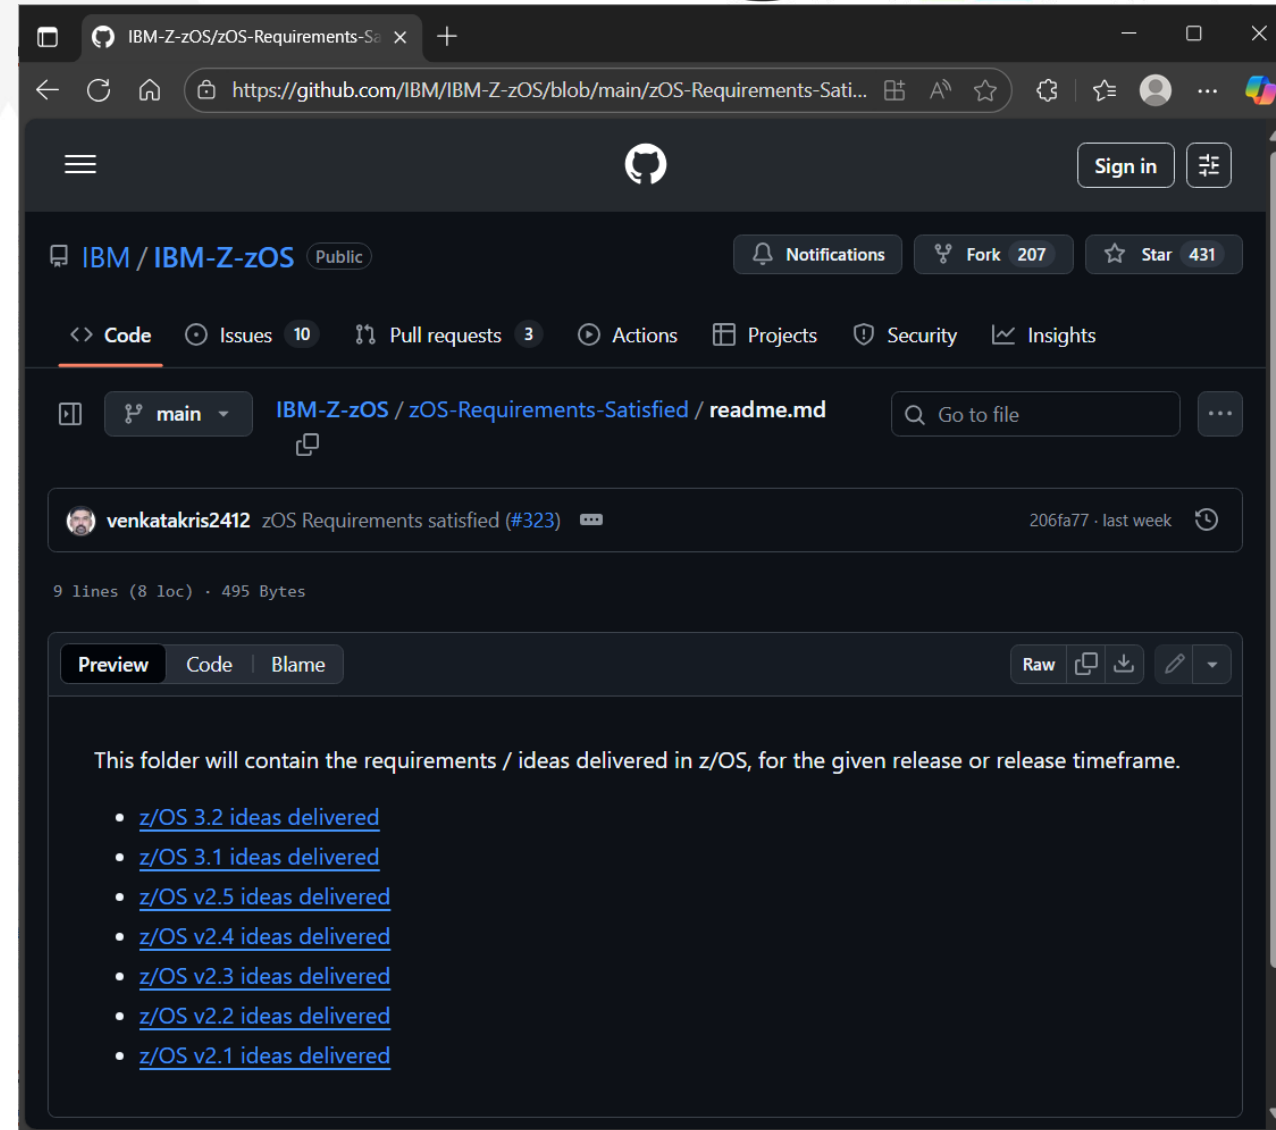 IBM-Z-zOS/zOS-Requirements-Sa
https://github.com/IBM/IBM-Z-zOS/blob/main/zOS-Requirements-Sati...
Sign in
IBM / IBM-Z-zOS Public
Notifications
Fork 207
Star 431
Code
Issues 10
Pull requests 3
Actions
Projects
Security
Insights
main
IBM-Z-zOS / zOS-Requirements-Satisfied / readme.md
Go to file
venkatakris2412 zOS Requirements satisfied (#323)
206fa77 · last week
9 lines (8 loc) · 495 Bytes
Preview
Code
Blame
Raw
This folder will contain the requirements / ideas delivered in z/OS, for the given release or release timeframe.
• z/OS 3.2 ideas delivered
• z/OS 3.1 ideas delivered
• z/OS v2.5 ideas delivered
• z/OS v2.4 ideas delivered
• z/OS v2.3 ideas delivered
• z/OS v2.2 ideas delivered
• z/OS v2.1 ideas delivered